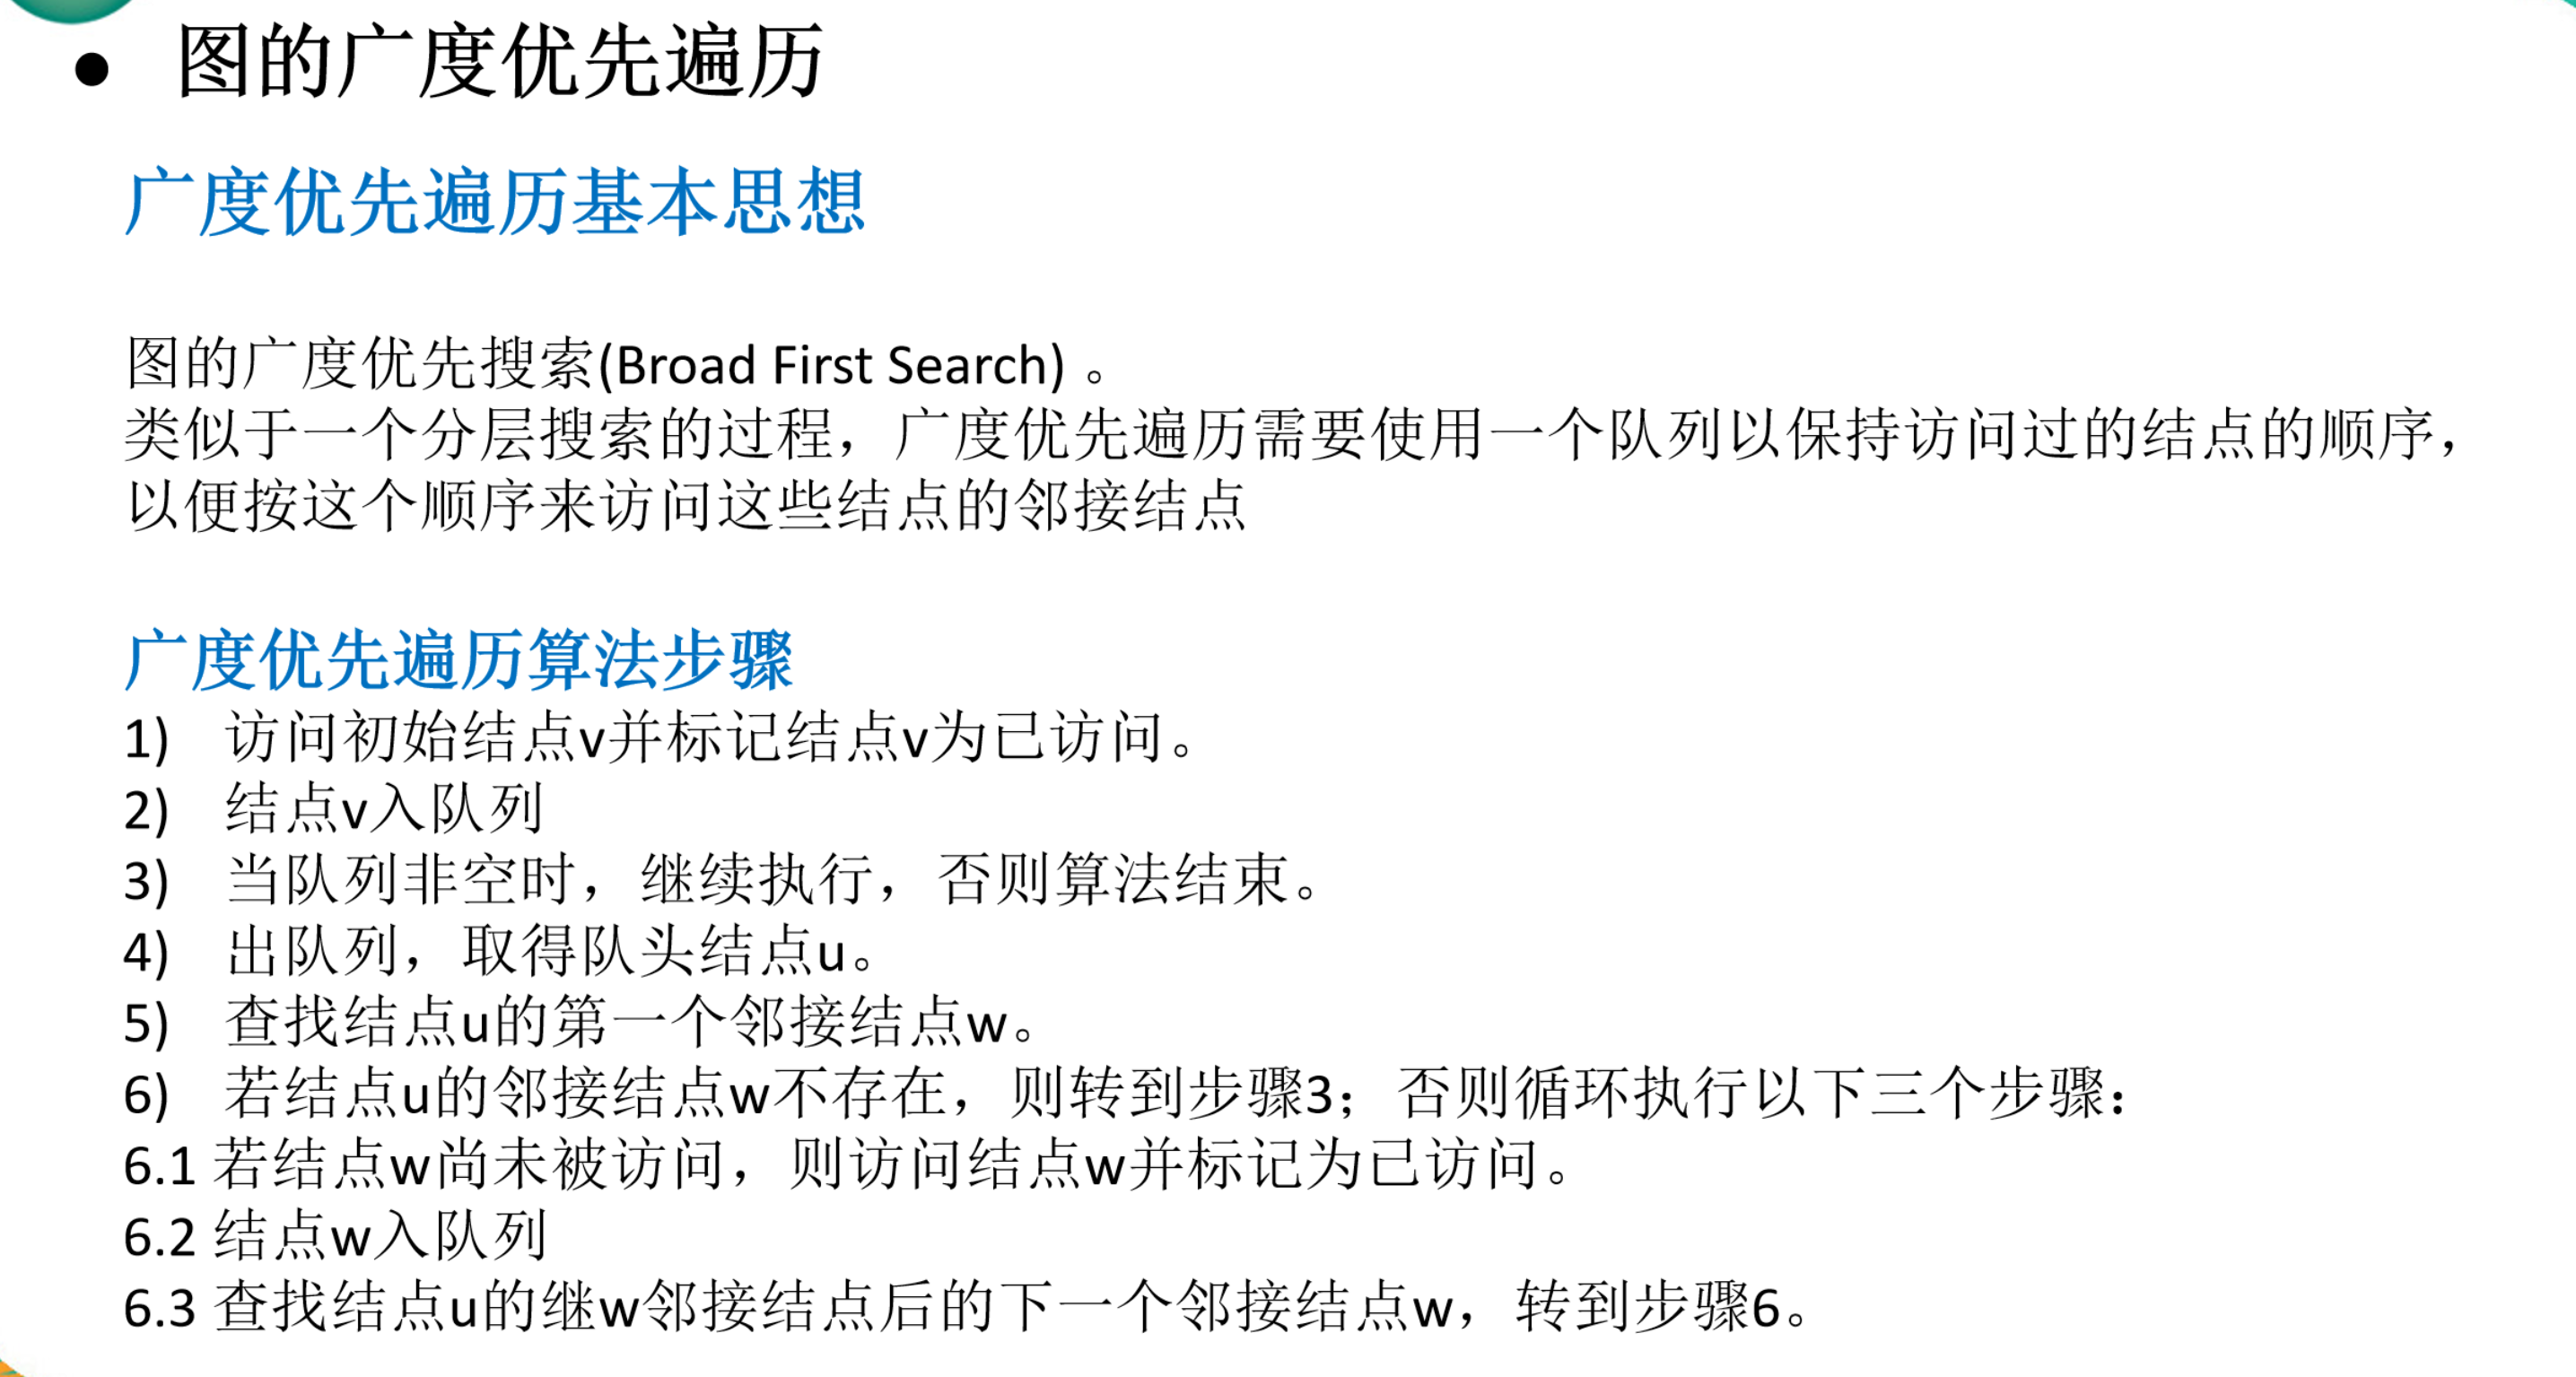 • 图的广度优先遍历
广度优先遍历基本思想
图的广度优先搜索(Broad First Search) 。
类似于一个分层搜索的过程，广度优先遍历需要使用一个队列以保持访问过的结点的顺序，
以便按这个顺序来访问这些结点的邻接结点
广度优先遍历算法步骤
1) 访问初始结点v并标记结点v为已访问。
2) 结点v入队列
3) 当队列非空时，继续执行，否则算法结束。
4) 出队列，取得队头结点u。
5) 查找结点u的第一个邻接结点w。
6) 若结点u的邻接结点w不存在，则转到步骤3；否则循环执行以下三个步骤：
6.1 若结点w尚未被访问，则访问结点w并标记为已访问。
6.2 结点w入队列
6.3 查找结点u的继w邻接结点后的下一个邻接结点w，转到步骤6。